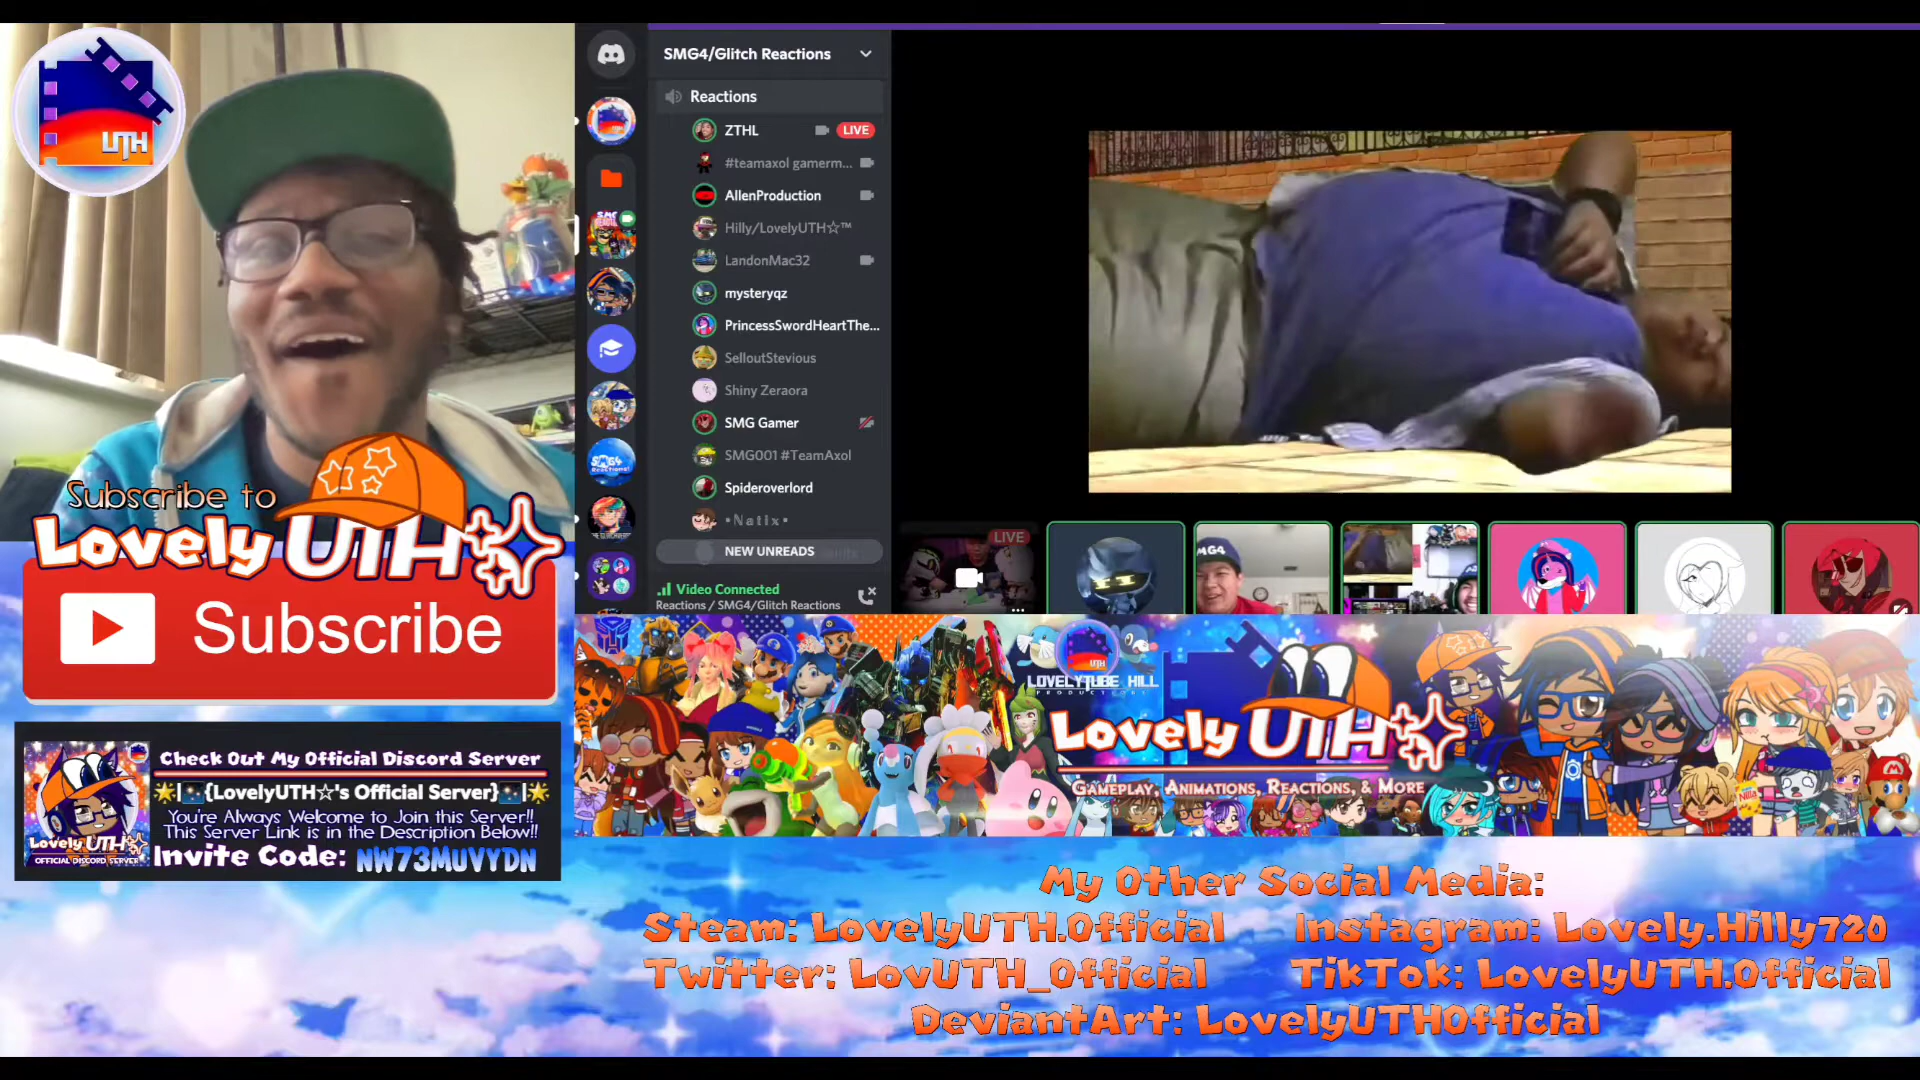 UTH
Subscribe to
Lovely UTH
Subscribe
Check Out My Official Discord Server
{LovelyUTH☆'s Official Server}
You're Always Welcome to Join this Server!!
This Server Link is in the Description Below!!
Invite Code: NW73MUVYDN
Lovely UTH
OFFICIAL DISCORD SERVER
SMG4/Glitch Reactions
Reactions
ZTHL
LIVE
#teamaxol gamerm...
AllenProduction
Hilly/LovelyUTH☆™
LandonMac32
mysteryqz
PrincessSwordHeartThe...
SelloutStevious
Shiny Zeraora
SMG Gamer
SMG001 #TeamAxol
Spideroverlord
•ℕ𝕒𝕥𝕚𝕩•
NEW UNREADS
Video Connected
Reactions / SMG4/Glitch Reactions
LIVE
UTH
LOVELYTUBE HILL
PRODUCTIONS
Lovely UTH
GAMEPLAY, ANIMATIONS, REACTIONS, & MORE
My Other Social Media:
Steam: LovelyUTH.Official
Instagram: Lovely.Hilly720
Twitter: LovUTH_Official
TikTok: LovelyUTH.Official
DeviantArt: LovelyUTHOfficial